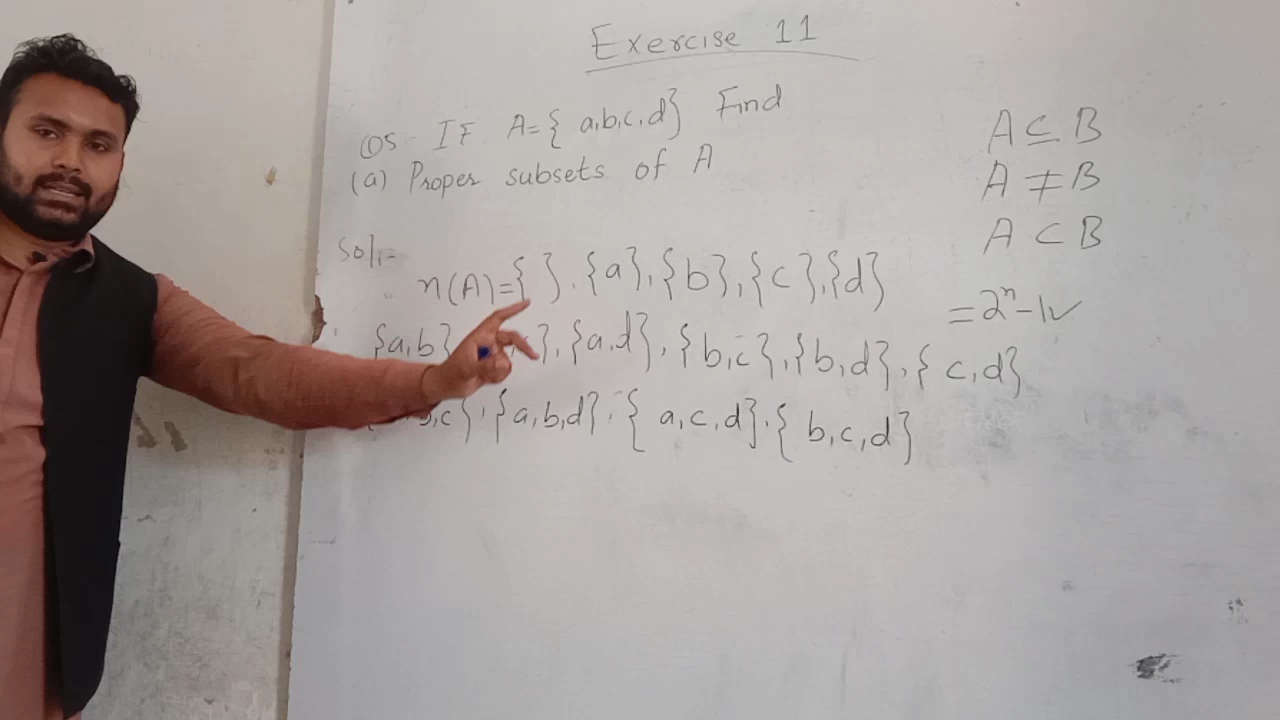 Exercise 11
Q5 - IF A={ a,b,c,d} Find
(a) Proper subsets of A
Sol:-
n(A)={ }, {a}, {b}, {c}, {d}
{a,b} c}, {a,d}, {b,c}, {b,d}, { c,d}
b,c}, {a,b,d}, { a,c,d}, { b,c,d}
A ⊆ B
A ≠ B
A ⊂ B
= 2ⁿ-1✓